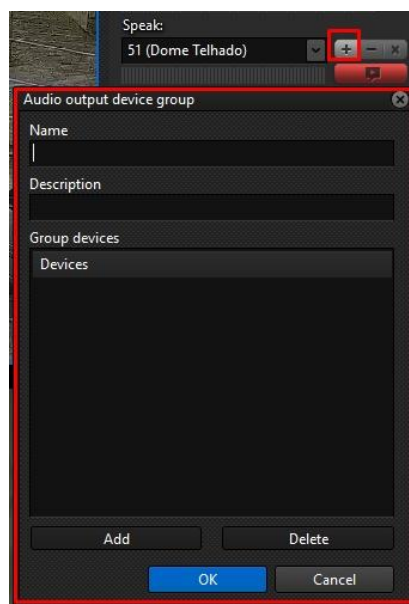 Speak:
51 (Dome Telhado)
Audio output device group
Name
Description
Group devices
Devices
Add Delete
OK Cancel